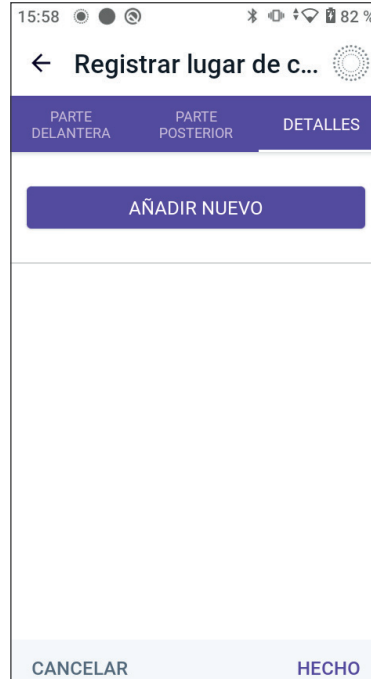 15:58 82 %
← Registrar lugar de c...
PARTE DELANTERA
PARTE POSTERIOR
DETALLES
AÑADIR NUEVO
CANCELAR HECHO